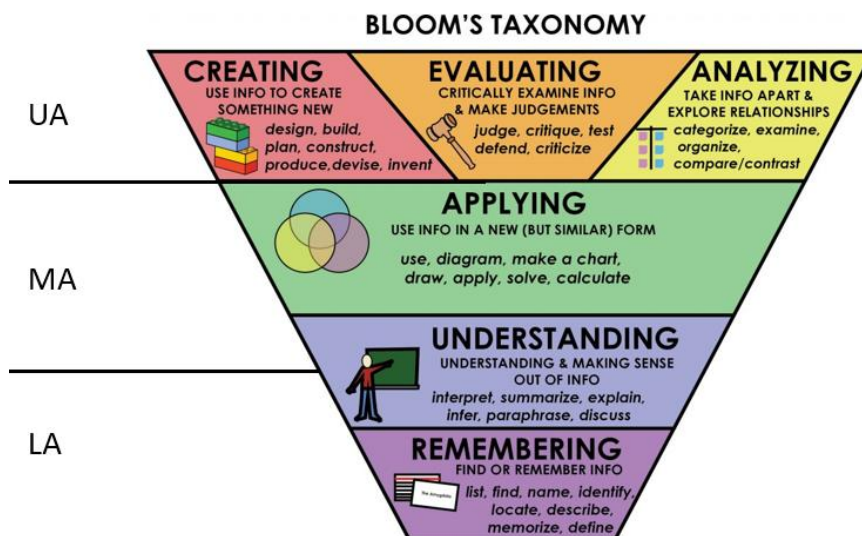 BLOOM'S TAXONOMY
UA
CREATING
USE INFO TO CREATE
SOMETHING NEW
design, build,
plan, construct,
produce,devise, invent
EVALUATING
CRITICALLY EXAMINE INFO
& MAKE JUDGEMENTS
judge, critique, test
defend, criticize
ANALYZING
TAKE INFO APART &
EXPLORE RELATIONSHIPS
categorize, examine,
organize,
compare/contrast
MA
APPLYING
USE INFO IN A NEW (BUT SIMILAR) FORM
use, diagram, make a chart,
draw, apply, solve, calculate
UNDERSTANDING
UNDERSTANDING & MAKING SENSE
OUT OF INFO
interpret, summarize, explain,
infer, paraphrase, discuss
LA
REMEMBERING
FIND OR REMEMBER INFO
list, find, name, identify,
locate, describe,
memorize, define